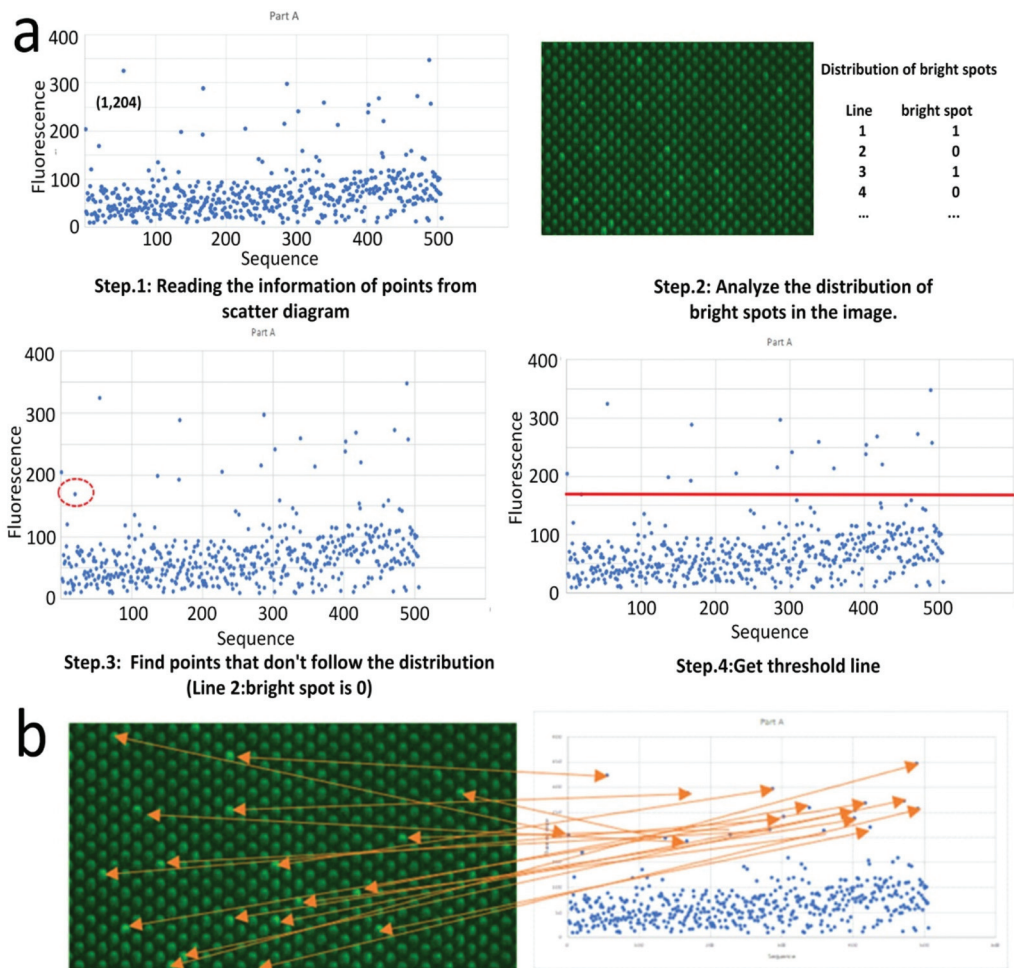 a
Part A
400
300
200
100
0
(1,204)
Fluorescence
100 200 300 400 500
Sequence
Step.1: Reading the information of points from
scatter diagram
Distribution of bright spots
Line bright spot
1 1
2 0
3 1
4 0
... ...
Step.2: Analyze the distribution of
bright spots in the image.
Part A
400
300
200
100
0
Fluorescence
100 200 300 400 500
Sequence
Step.3: Find points that don't follow the distribution
(Line 2:bright spot is 0)
Part A
400
300
200
100
0
Fluorescence
100 200 300 400 500
Sequence
Step.4:Get threshold line
b
Part A
Sequence